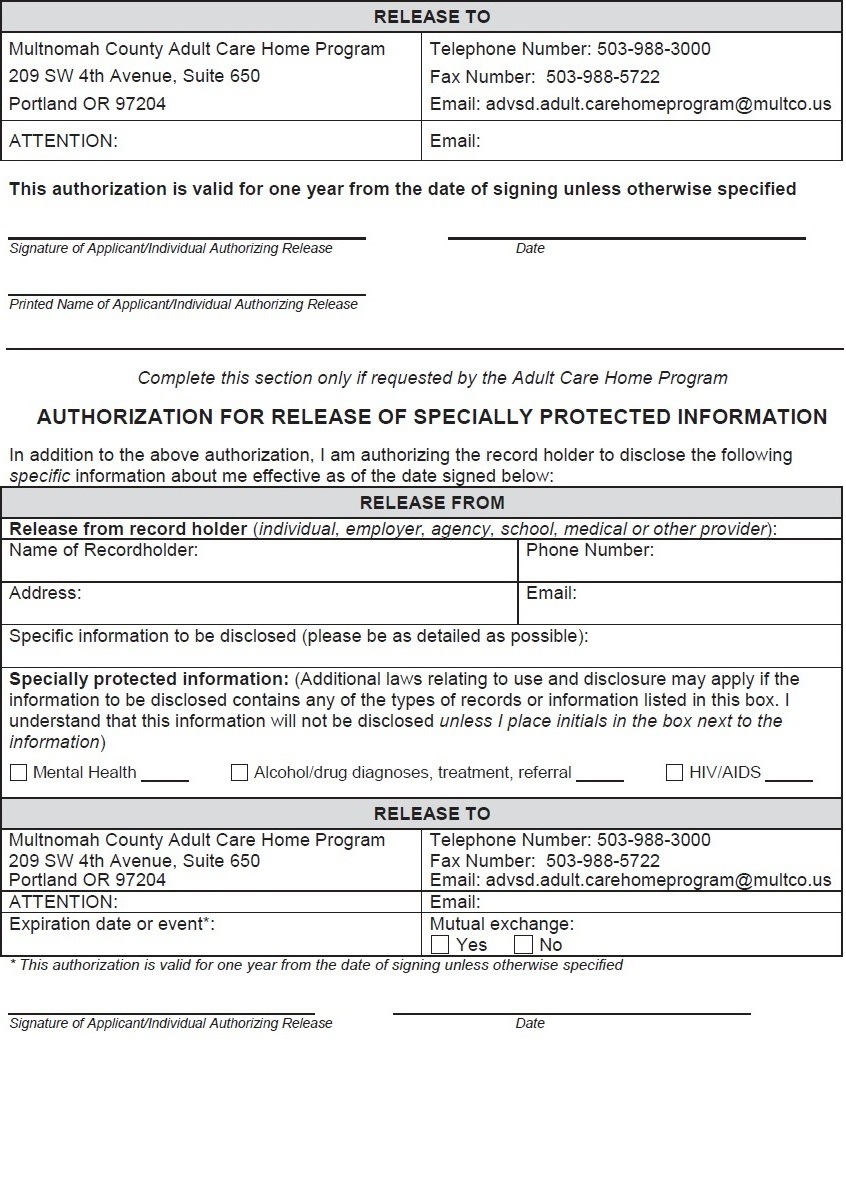 RELEASE TO
Multnomah County Adult Care Home Program
209 SW 4th Avenue, Suite 650
Portland OR 97204
Telephone Number: 503-988-3000
Fax Number: 503-988-5722
Email: advsd.adult.carehomeprogram@multco.us
ATTENTION:
Email:
This authorization is valid for one year from the date of signing unless otherwise specified
Signature of Applicant/Individual Authorizing Release
Date
Printed Name of Applicant/Individual Authorizing Release
Complete this section only if requested by the Adult Care Home Program
AUTHORIZATION FOR RELEASE OF SPECIALLY PROTECTED INFORMATION
In addition to the above authorization, I am authorizing the record holder to disclose the following
specific information about me effective as of the date signed below:
RELEASE FROM
Release from record holder (individual, employer, agency, school, medical or other provider):
Name of Recordholder:
Phone Number:
Address:
Email:
Specific information to be disclosed (please be as detailed as possible):
Specially protected information: (Additional laws relating to use and disclosure may apply if the
information to be disclosed contains any of the types of records or information listed in this box. I
understand that this information will not be disclosed unless I place initials in the box next to the
information)
Mental Health _____ Alcohol/drug diagnoses, treatment, referral _____ HIV/AIDS _____
RELEASE TO
Multnomah County Adult Care Home Program
209 SW 4th Avenue, Suite 650
Portland OR 97204
Telephone Number: 503-988-3000
Fax Number: 503-988-5722
Email: advsd.adult.carehomeprogram@multco.us
ATTENTION:
Email:
Expiration date or event*:
Mutual exchange:
Yes No
* This authorization is valid for one year from the date of signing unless otherwise specified
Signature of Applicant/Individual Authorizing Release
Date